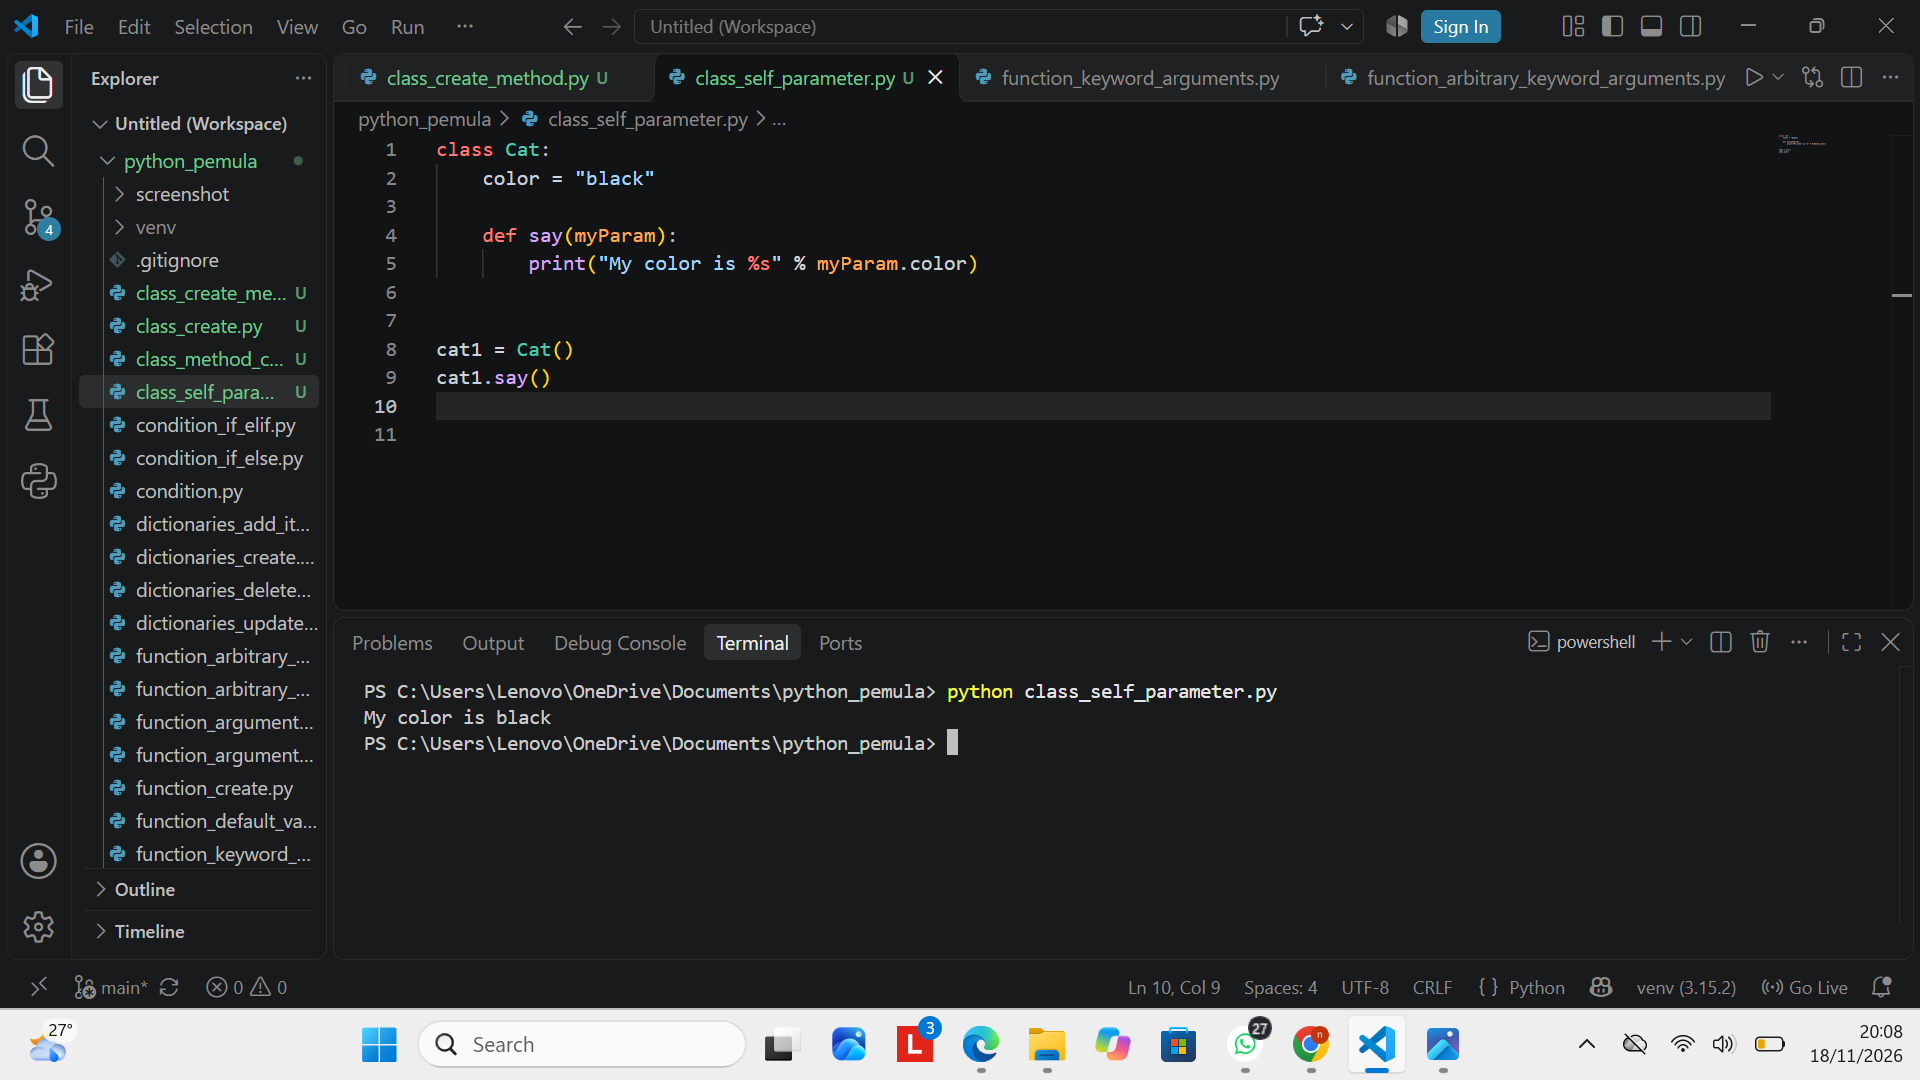 File Edit Selection View Go Run ···
Untitled (Workspace)
Sign In
Explorer
Untitled (Workspace)
python_pemula
screenshot
venv
.gitignore
class_create_me... U
class_create.py U
class_method_c... U
class_self_para... U
condition_if_elif.py
condition_if_else.py
condition.py
dictionaries_add_it...
dictionaries_create....
dictionaries_delete...
dictionaries_update...
function_arbitrary_...
function_arbitrary_...
function_argument...
function_argument...
function_create.py
function_default_va...
function_keyword_...
Outline
Timeline
4
class_create_method.py U
class_self_parameter.py U
function_keyword_arguments.py
function_arbitrary_keyword_arguments.py
python_pemula > class_self_parameter.py > ...
1 class Cat:
2 color = "black"
3
4 def say(myParam):
5 print("My color is %s" % myParam.color)
6
7
8 cat1 = Cat()
9 cat1.say()
10
11
Problems Output Debug Console Terminal Ports
powershell
PS C:\Users\Lenovo\OneDrive\Documents\python_pemula> python class_self_parameter.py
My color is black
PS C:\Users\Lenovo\OneDrive\Documents\python_pemula>
main* 0 0
Ln 10, Col 9 Spaces: 4 UTF-8 CRLF { } Python venv (3.15.2) Go Live
27°
Search
L 3
27
n
20:08
18/11/2026